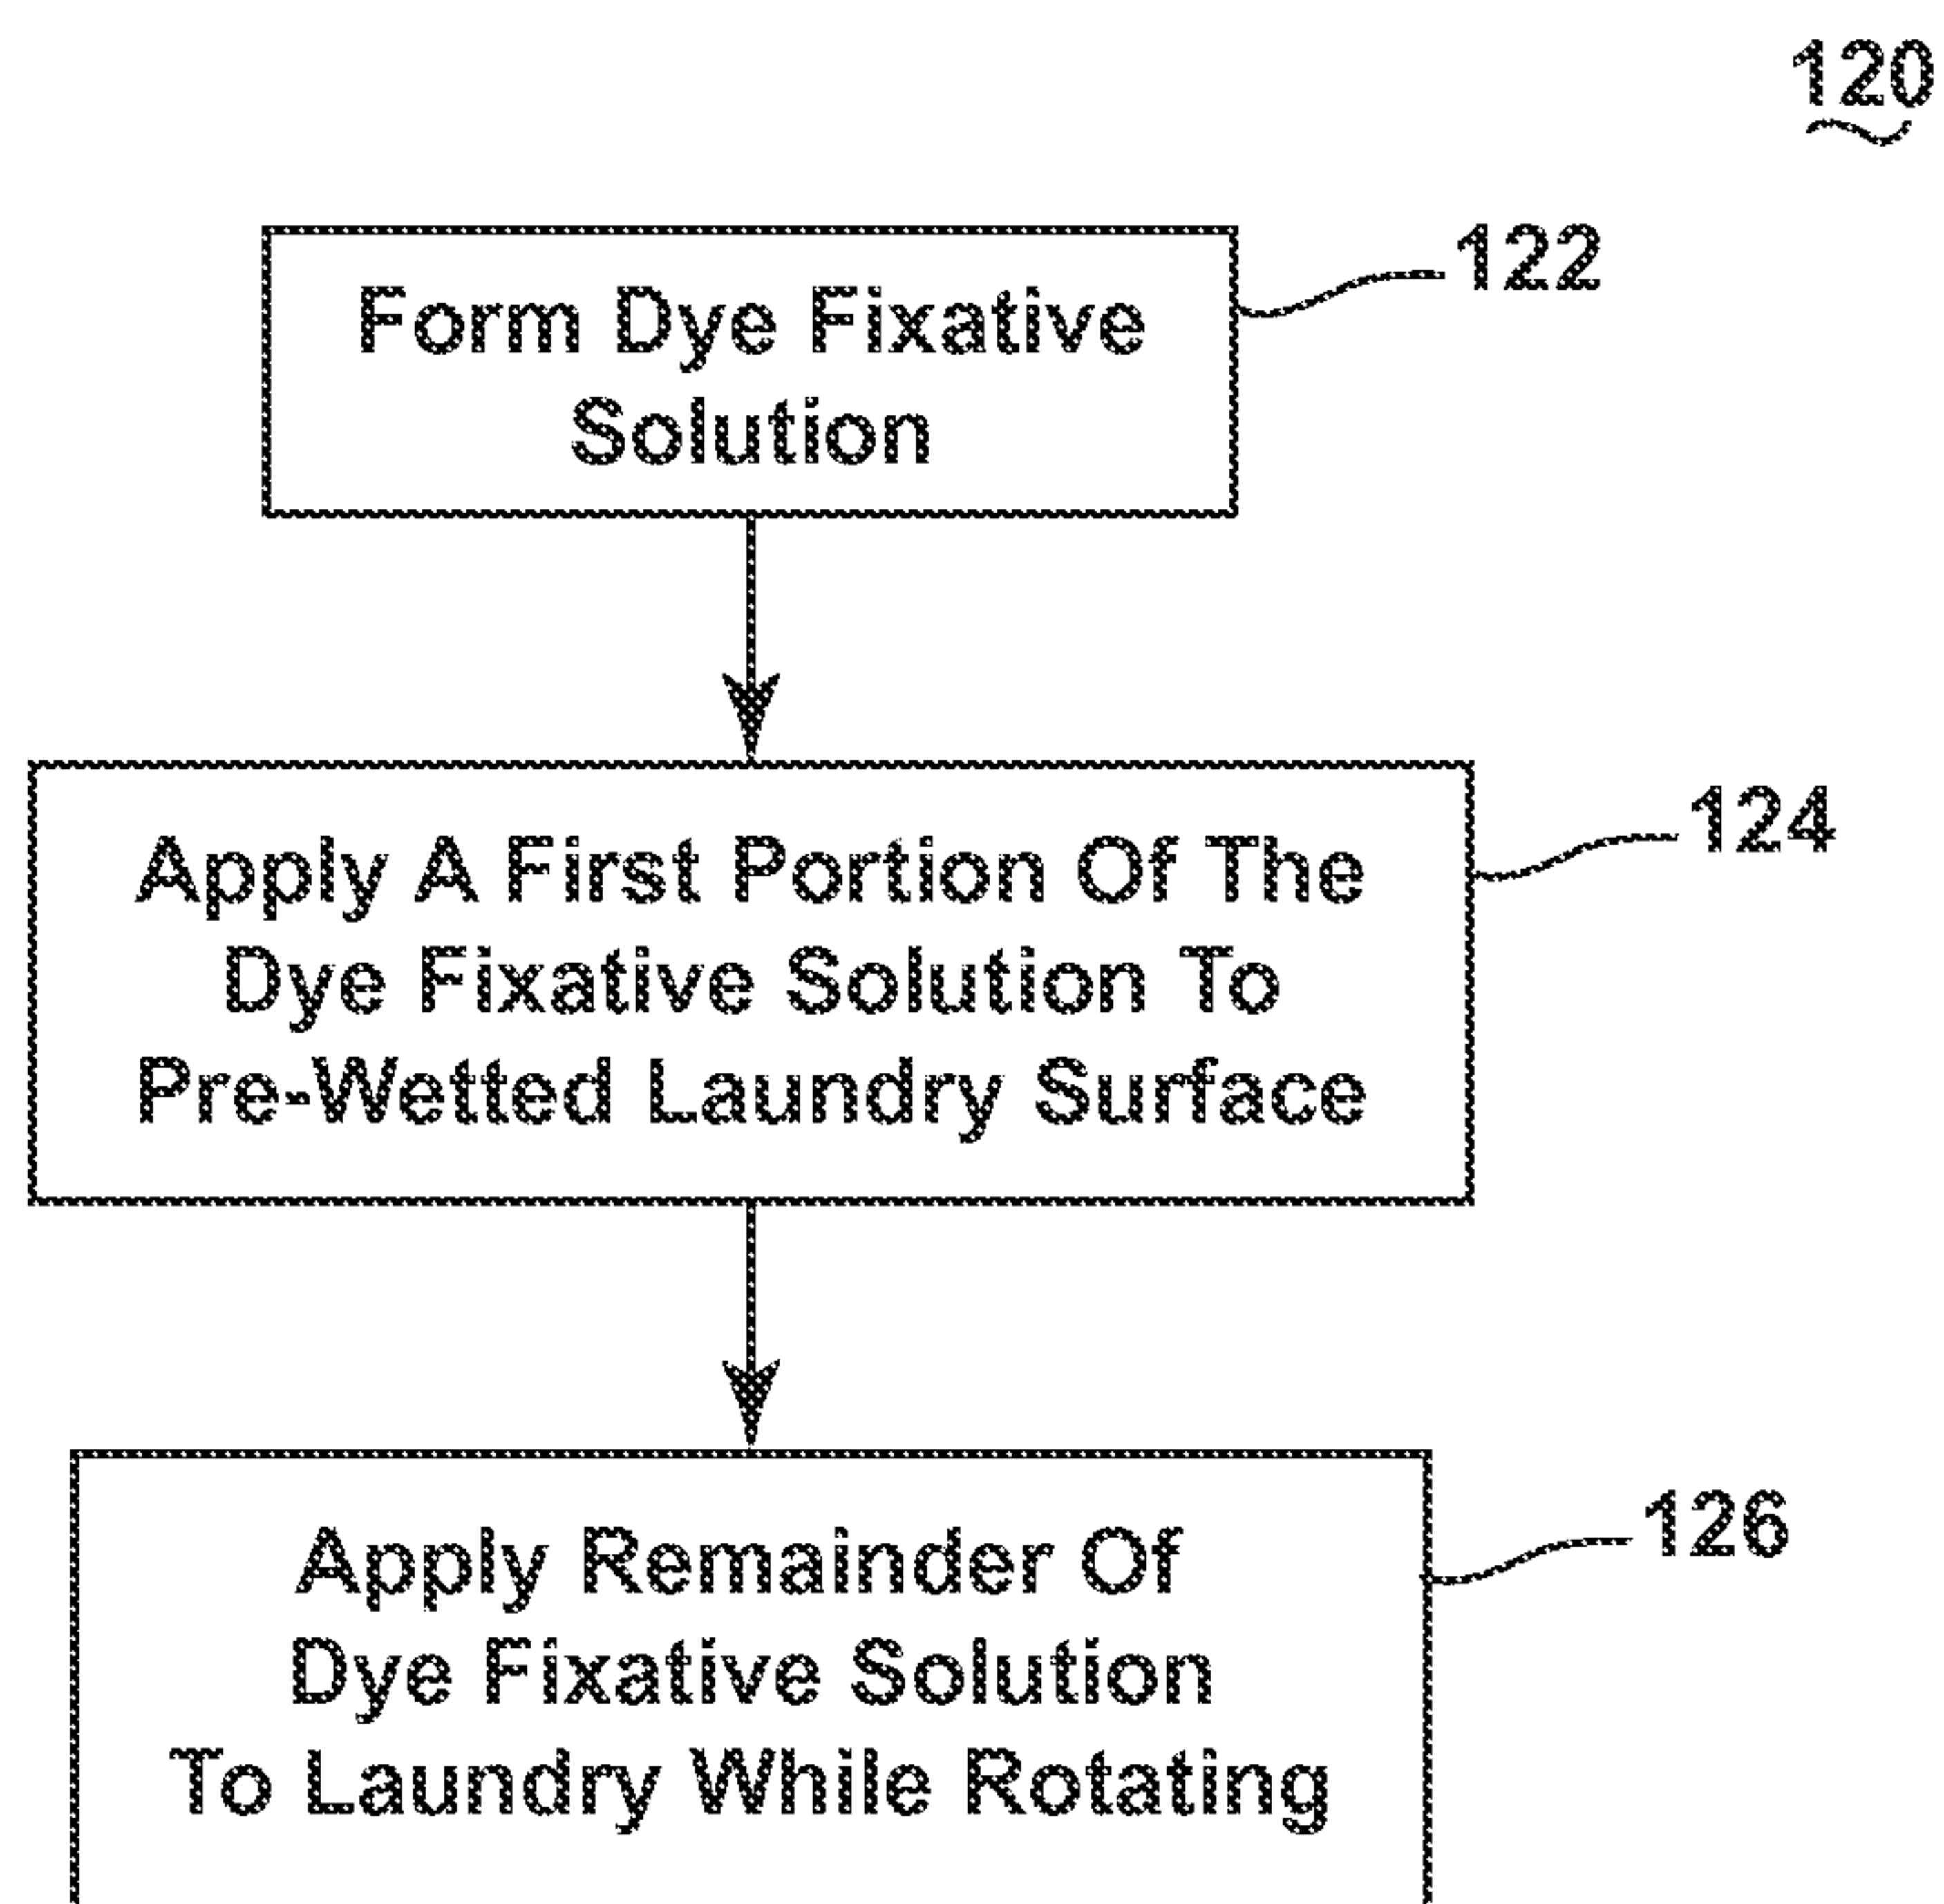 120
Form Dye Fixative
Solution
122
Apply A First Portion Of The
Dye Fixative Solution To
Pre-Wetted Laundry Surface
124
Apply Remainder Of
Dye Fixative Solution
To Laundry While Rotating
126